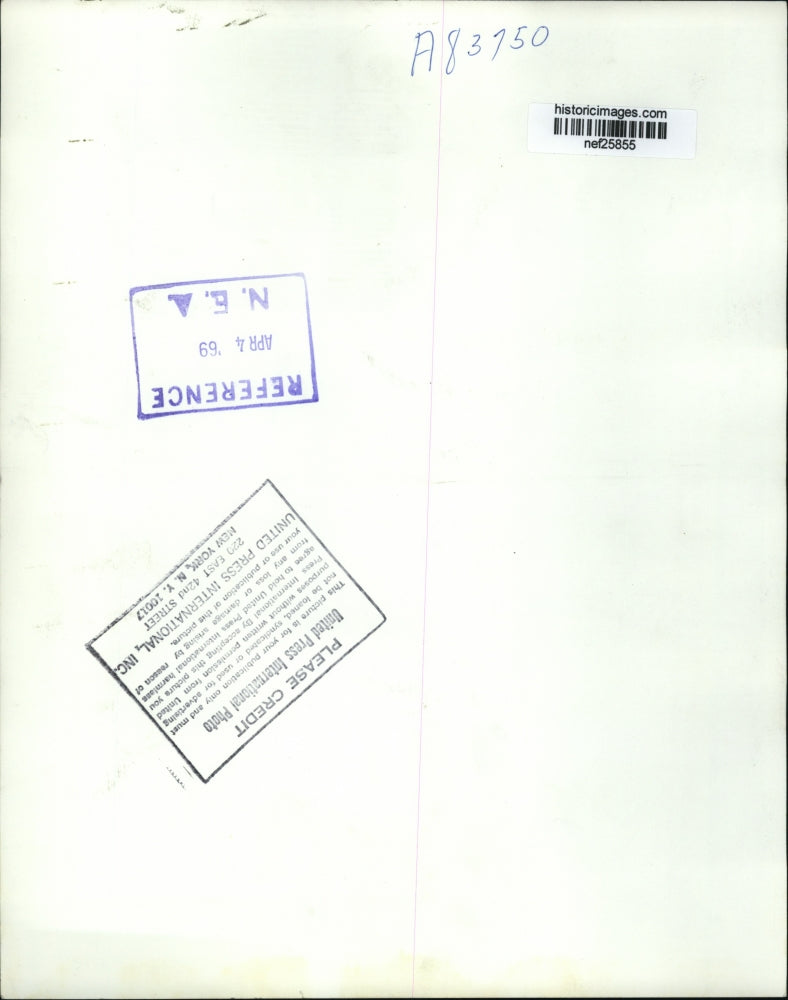 A83750
historicimages.com
nef25855
REFERENCE
APR 4 '69
N.E.A
PLEASE CREDIT
United Press International Photo
This picture is for your publication only and must
not be loaned, syndicated or used for advertising
purposes without written permission from United
Press International. By accepting this picture you
agree to hold United Press International harmless
from any loss or damage arising by reason of
your use or publication of this picture.
UNITED PRESS INTERNATIONAL, INC.
220 EAST 42nd STREET
NEW YORK, N. Y. 10017